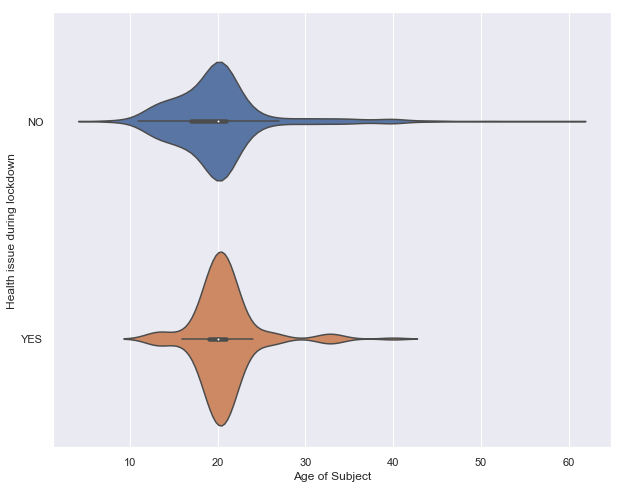 Health issue during lockdown
NO
YES
10 20 30 40 50 60
Age of Subject